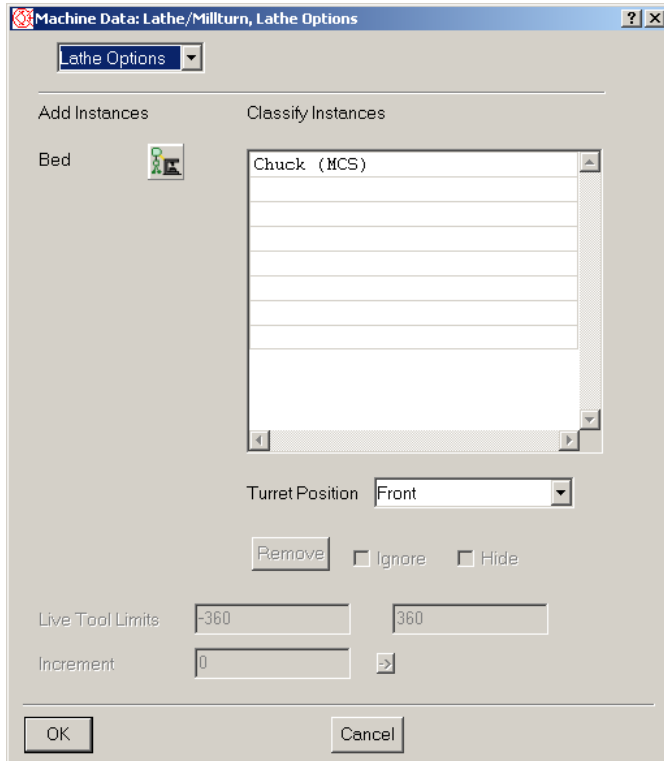 Machine Data: Lathe/Millturn, Lathe Options
Lathe Options
Add Instances Classify Instances
Bed
Chuck (MCS)
Turret Position Front
Remove Ignore Hide
Live Tool Limits -360 360
Increment 0 ->
OK Cancel